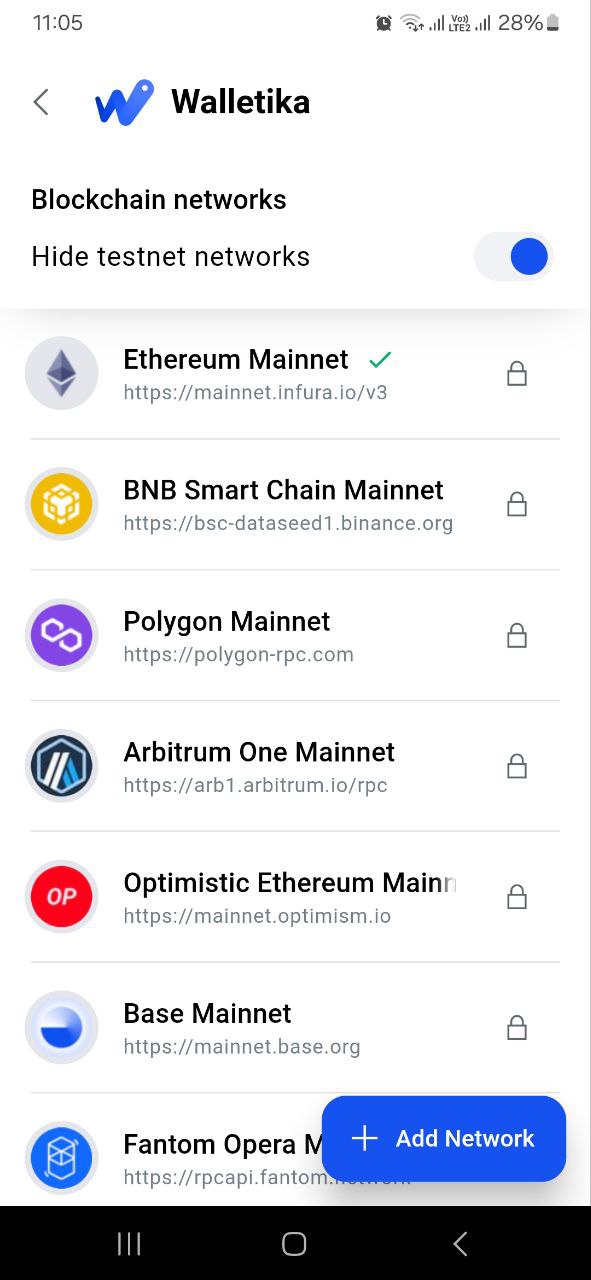 11:05
Vo))
LTE2
28%
Walletika
Blockchain networks
Hide testnet networks
Ethereum Mainnet
https://mainnet.infura.io/v3
BNB Smart Chain Mainnet
https://bsc-dataseed1.binance.org
Polygon Mainnet
https://polygon-rpc.com
Arbitrum One Mainnet
https://arb1.arbitrum.io/rpc
OP
Optimistic Ethereum Mainn
https://mainnet.optimism.io
Base Mainnet
https://mainnet.base.org
Fantom Opera M
https://rpcapi.fantom.network
Add Network